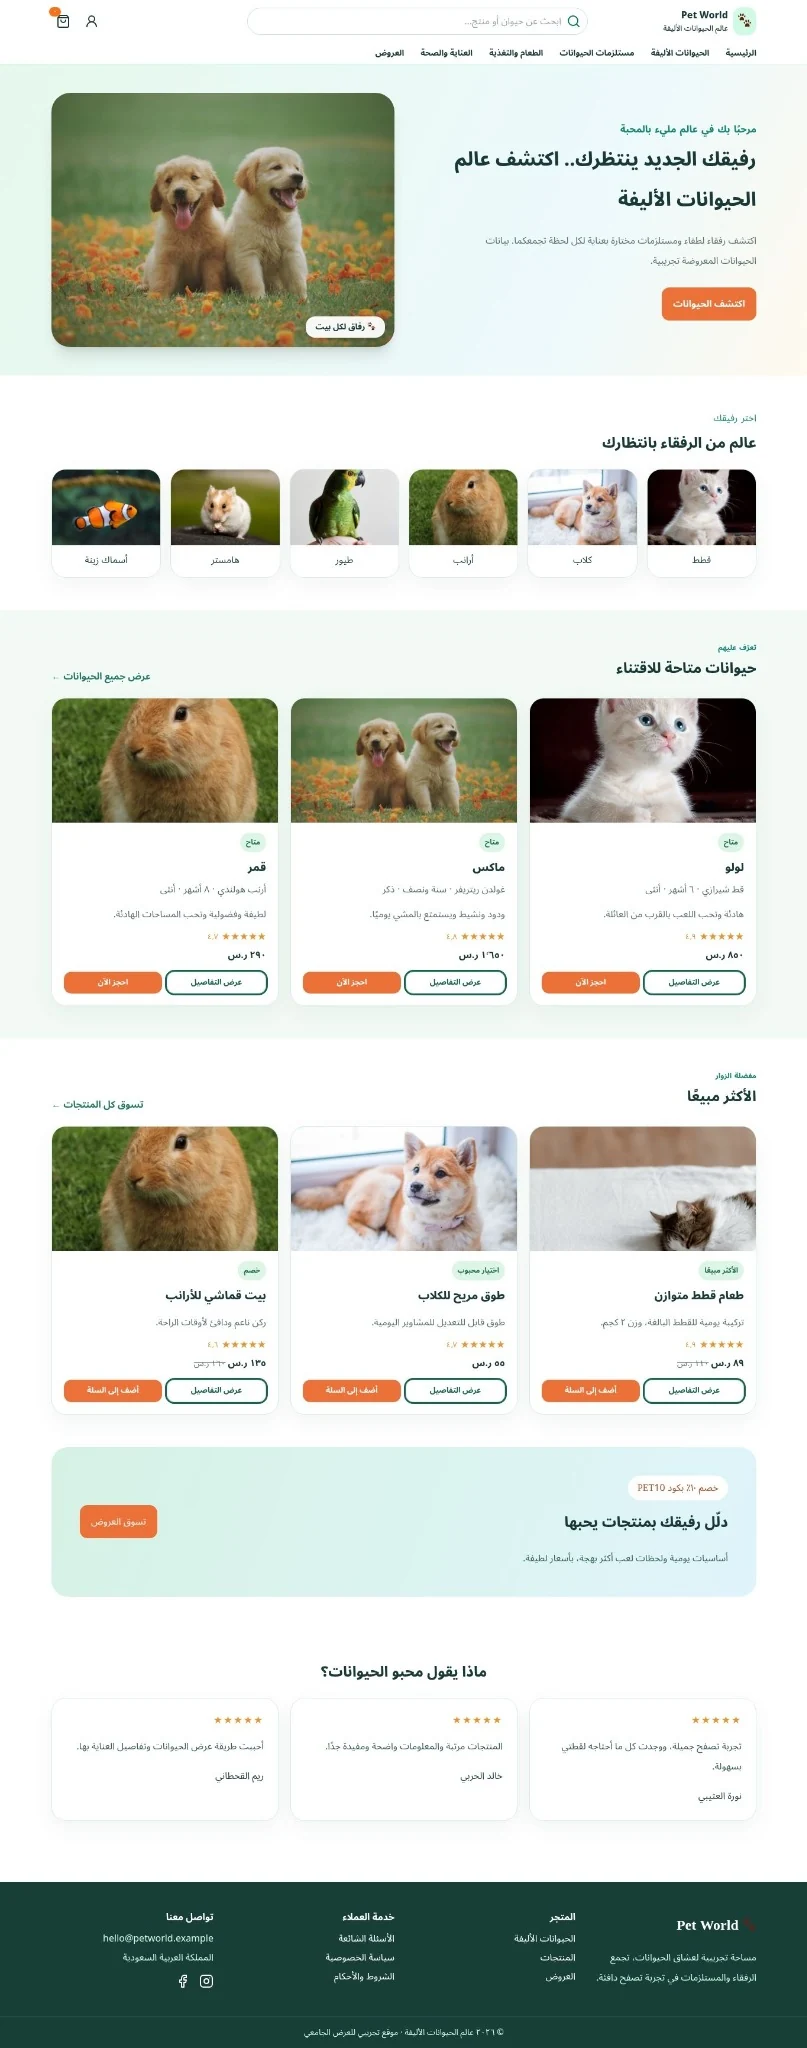 Pet World
عالم الحيوانات الأليفة
ابحث عن حيوان أو منتج...
الرئيسية
الحيوانات الأليفة
مستلزمات الحيوانات
الطعام والتغذية
العناية والصحة
العروض
مرحبًا بك في عالم مليء بالمحبة
رفيقك الجديد ينتظرك.. اكتشف عالم
الحيوانات الأليفة
اكتشف رفقاء لطفاء ومستلزمات مختارة بعناية لكل لحظة تجمعكما. بيانات
الحيوانات المعروضة تجريبية.
اكتشف الحيوانات
رفاق لكل بيت
اختر رفيقك
عالم من الرفقاء بانتظارك
قطط
كلاب
أرانب
طيور
هامستر
أسماك زينة
تعرّف عليهم
حيوانات متاحة للاقتناء
عرض جميع الحيوانات ←
متاح
لولو
قط شيرازي · ٦ أشهر · أنثى
هادئة وتحب اللعب بالقرب من العائلة.
★★★★★ ٤.٩
٨٥٠ ر.س
عرض التفاصيل
احجز الآن
متاح
ماكس
غولدن ريتريفر · سنة ونصف · ذكر
ودود ونشيط ويستمتع بالمشي يوميًا.
★★★★★ ٤.٨
١٬٦٥٠ ر.س
عرض التفاصيل
احجز الآن
متاح
قمر
أرنب هولندي · ٨ أشهر · أنثى
لطيفة وفضولية وتحب المساحات الهادئة.
★★★★★ ٤.٧
٢٩٠ ر.س
عرض التفاصيل
احجز الآن
مفضلة الزوار
الأكثر مبيعًا
تسوق كل المنتجات ←
الأكثر مبيعًا
طعام قطط متوازن
تركيبة يومية للقطط البالغة، وزن ٢ كجم.
★★★★★ ٤.٩
٨٩ ر.س ١١٠ ر.س
عرض التفاصيل
أضف إلى السلة
اختيار محبوب
طوق مريح للكلاب
طوق قابل للتعديل للمشاوير اليومية.
★★★★★ ٤.٧
٥٥ ر.س
عرض التفاصيل
أضف إلى السلة
خصم
بيت قماشي للأرانب
ركن ناعم ودافئ لأوقات الراحة.
★★★★★ ٤.٦
١٣٥ ر.س ١٦٠ ر.س
عرض التفاصيل
أضف إلى السلة
خصم ١٠٪ بكود PET10
دلّل رفيقك بمنتجات يحبها
أساسيات يومية ولحظات لعب أكثر بهجة، بأسعار لطيفة.
تسوق العروض
ماذا يقول محبو الحيوانات؟
★★★★★
تجربة تصفح جميلة، ووجدت كل ما أحتاجه لقطتي
بسهولة.
نورة العتيبي
★★★★★
المنتجات مرتبة والمعلومات واضحة ومفيدة جدًا.
خالد الحربي
★★★★★
أحببت طريقة عرض الحيوانات وتفاصيل العناية بها.
ريم القحطاني
Pet World
مساحة تجريبية لعشاق الحيوانات، تجمع
الرفقاء والمستلزمات في تجربة تصفح دافئة.
المتجر
الحيوانات الأليفة
المنتجات
العروض
خدمة العملاء
الأسئلة الشائعة
سياسة الخصوصية
الشروط والأحكام
تواصل معنا
hello@petworld.example
المملكة العربية السعودية
© ٢٠٢٦ عالم الحيوانات الأليفة · موقع تجريبي للعرض الجامعي